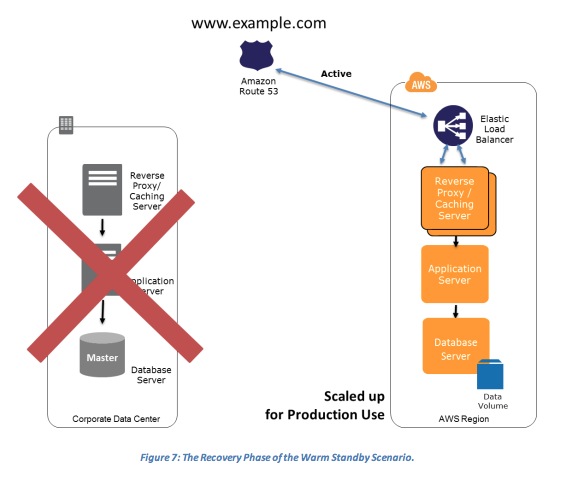 www.example.com
Amazon
Route 53
Active
AWS
Elastic
Load
Balancer
Reverse
Proxy/
Caching
Server
Reverse
Proxy /
Caching
Server
pplication
erver
Application
Server
Master
Database
Server
Database
Server
Data
Volume
Scaled up
for Production Use
Corporate Data Center
AWS Region
Figure 7: The Recovery Phase of the Warm Standby Scenario.